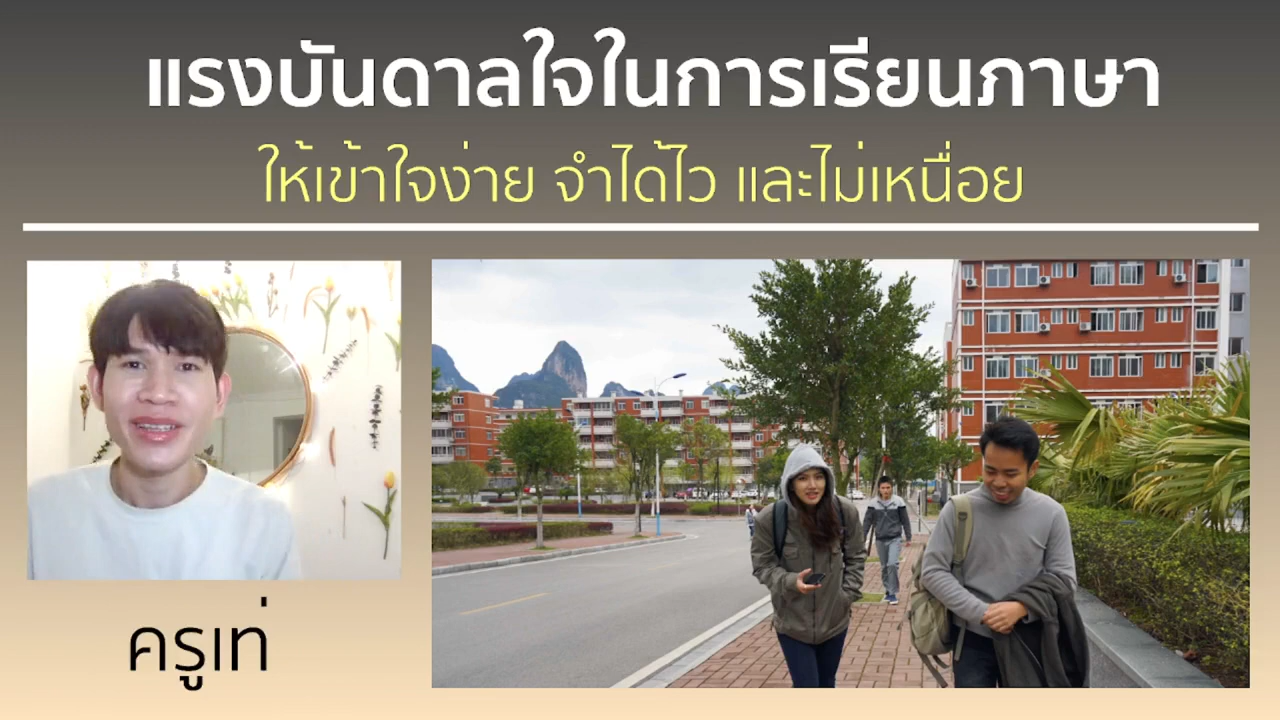 แรงบันดาลใจในการเรียนภาษา
ให้เข้าใจง่าย จำได้ไว และไม่เหนื่อย
ครูเท่